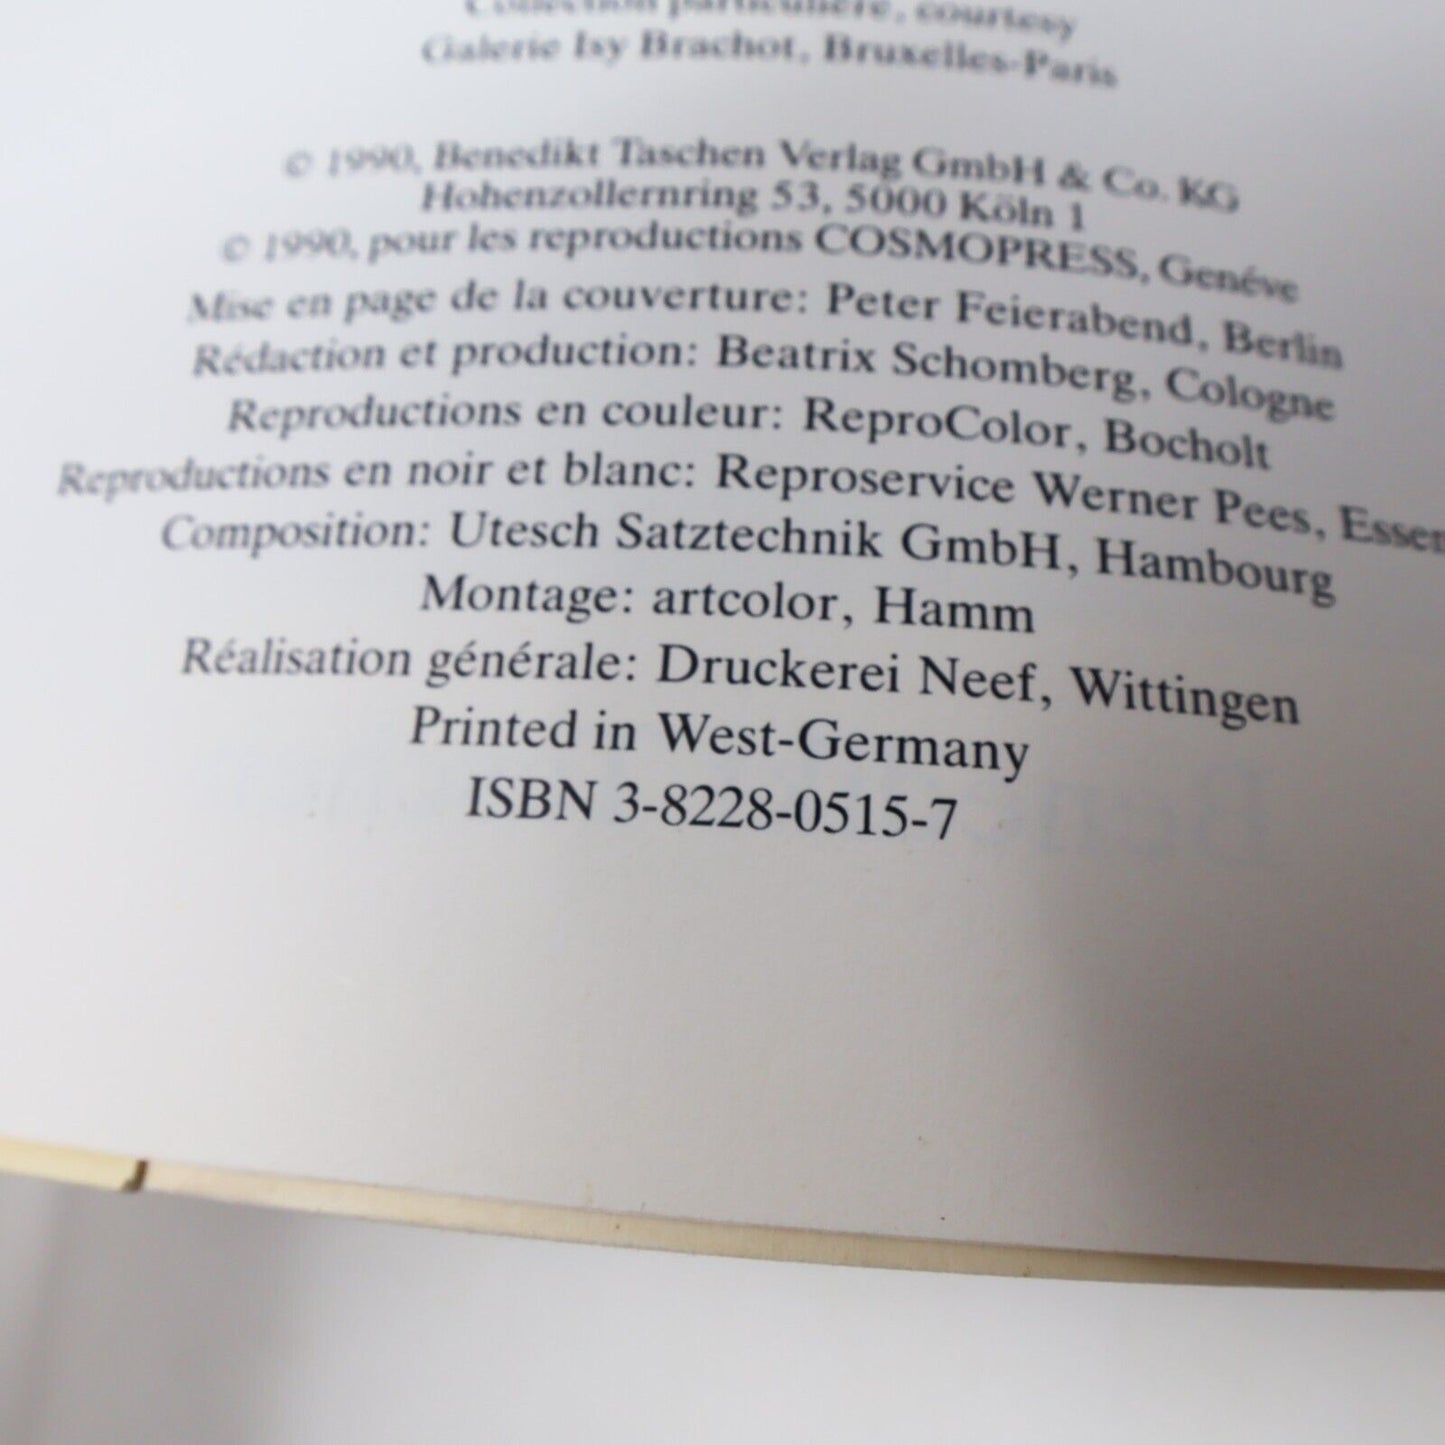 Collection particulière, courtesy
Galerie Isy Brachot, Bruxelles-Paris
© 1990, Benedikt Taschen Verlag GmbH & Co. KG
Hohenzollernring 53, 5000 Köln 1
© 1990, pour les reproductions COSMOPRESS, Genéve
Mise en page de la couverture: Peter Feierabend, Berlin
Rédaction et production: Beatrix Schomberg, Cologne
Reproductions en couleur: ReproColor, Bocholt
Reproductions en noir et blanc: Reproservice Werner Pees, Essen
Composition: Utesch Satztechnik GmbH, Hambourg
Montage: artcolor, Hamm
Réalisation générale: Druckerei Neef, Wittingen
Printed in West-Germany
ISBN 3-8228-0515-7